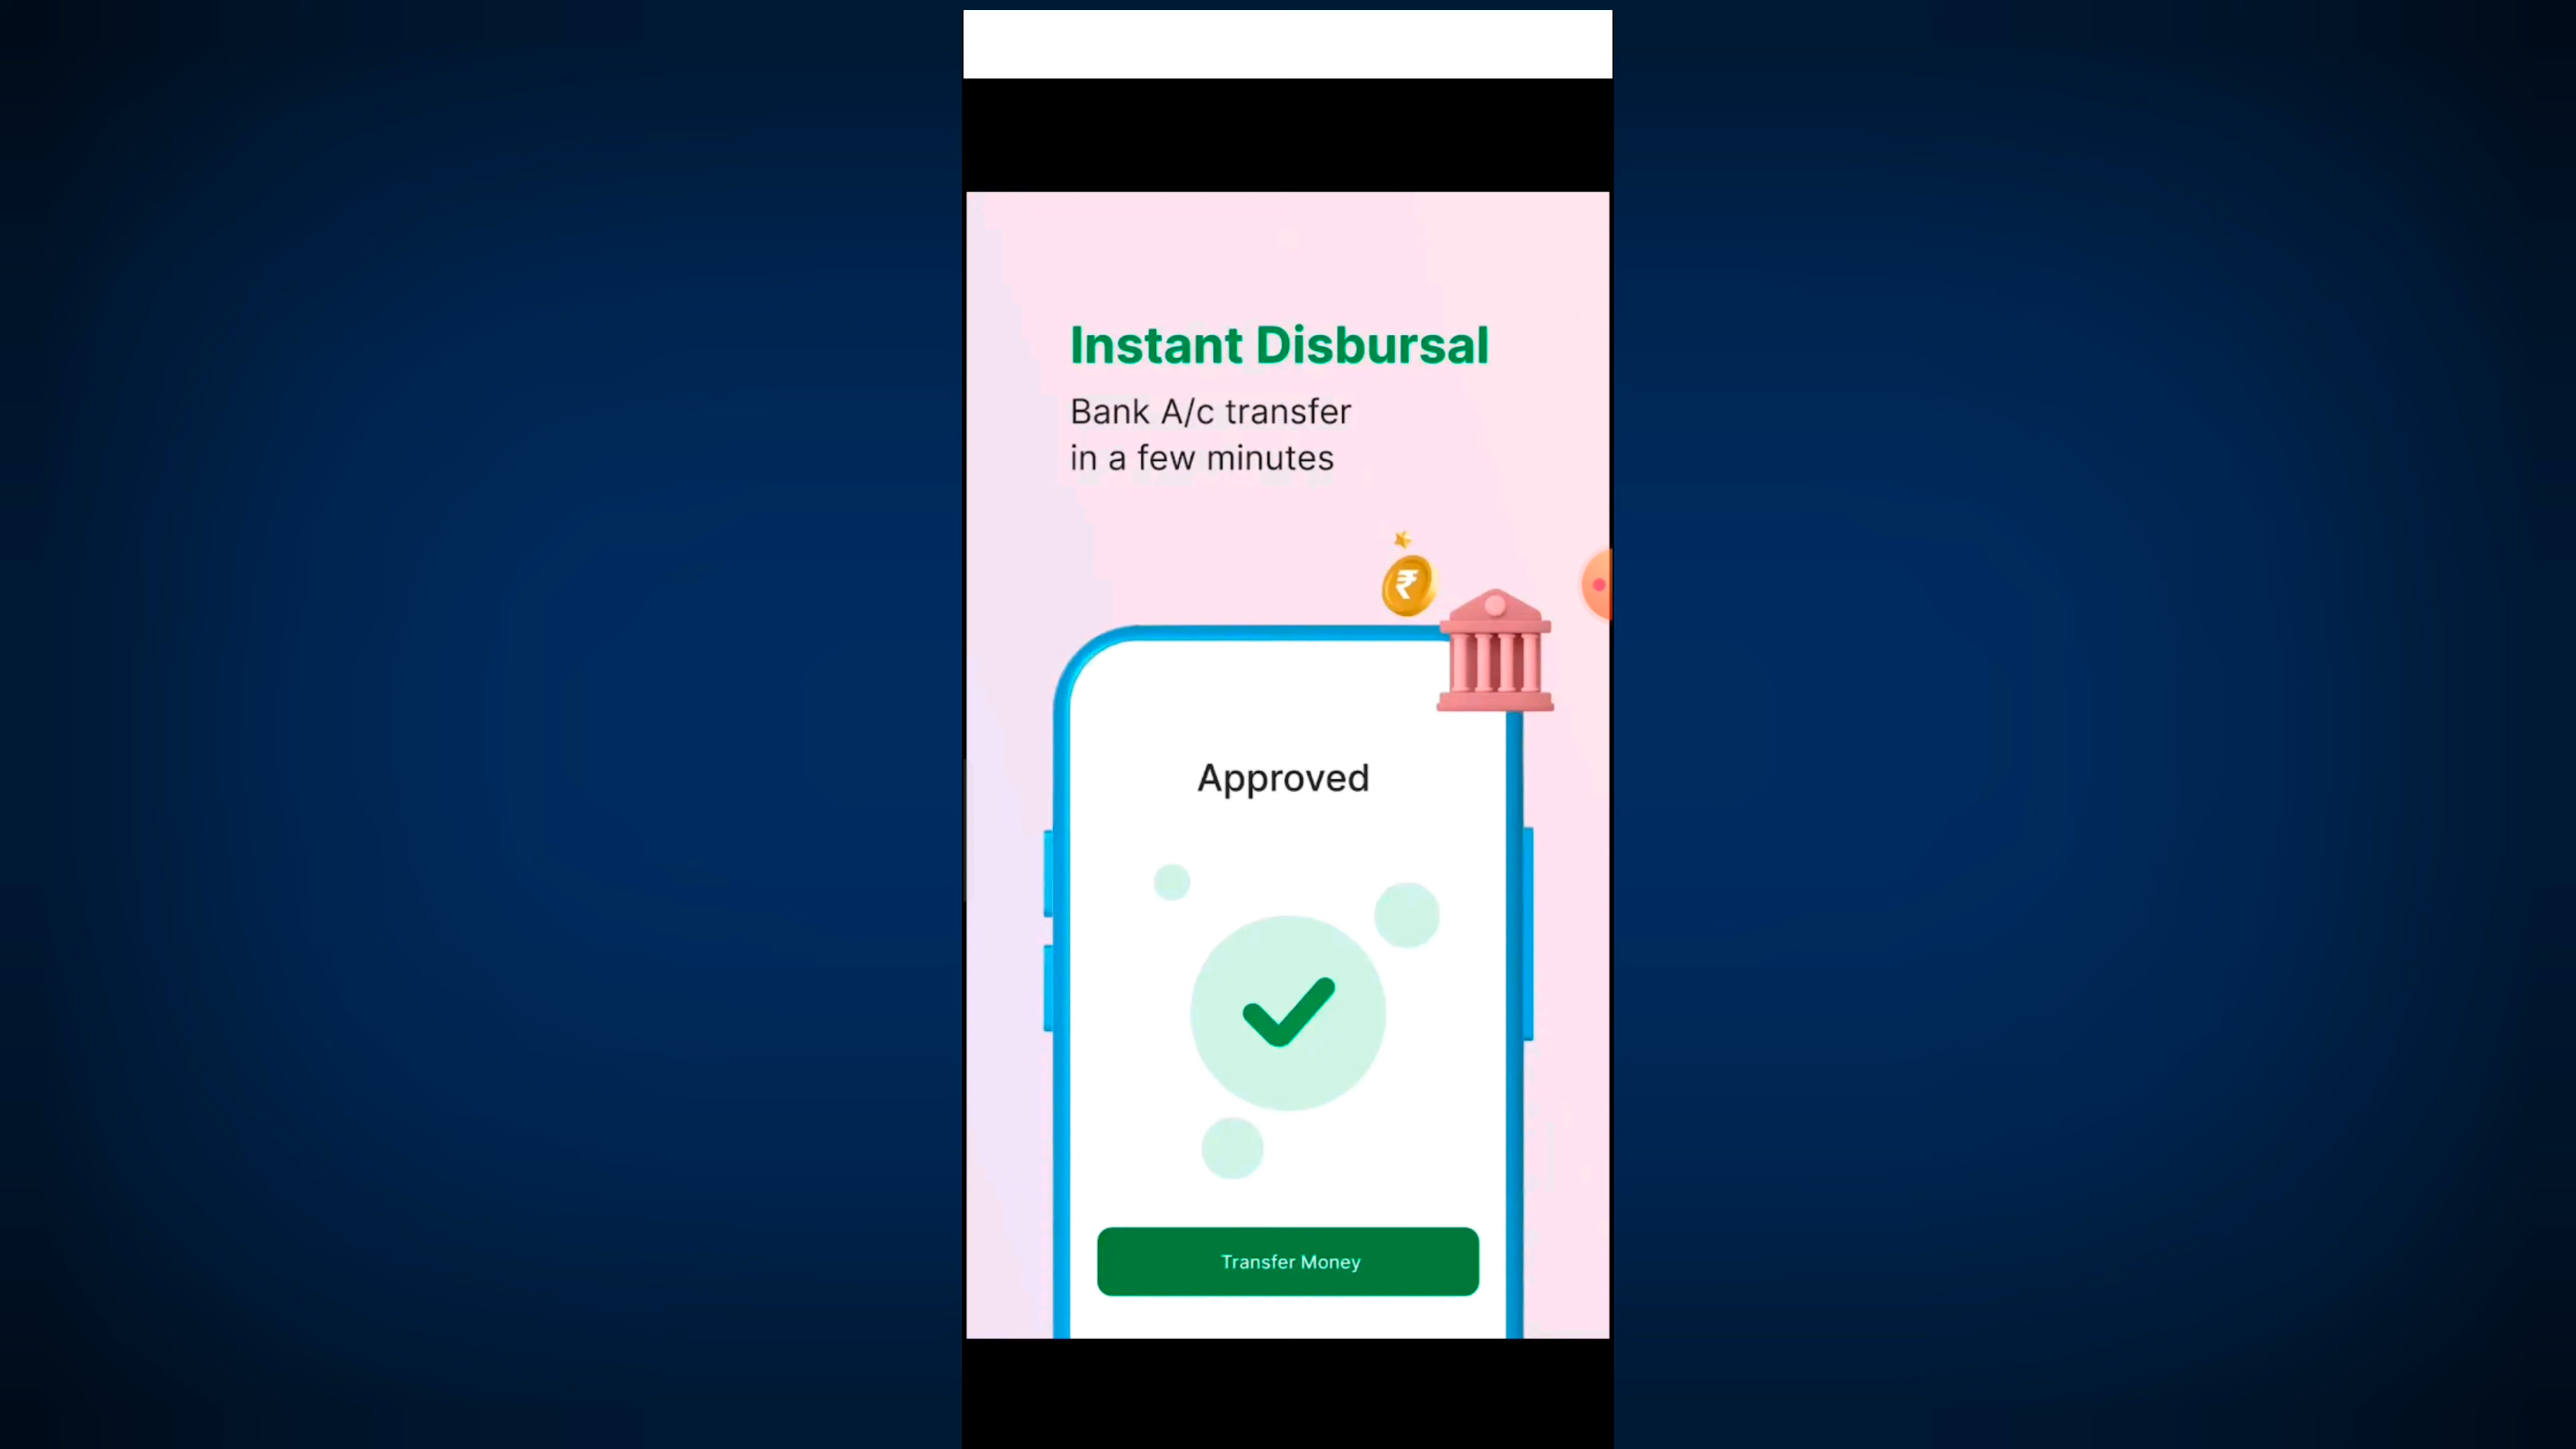 Instant Disbursal
Bank A/c transfer
in a few minutes
₹
Approved
Transfer Money